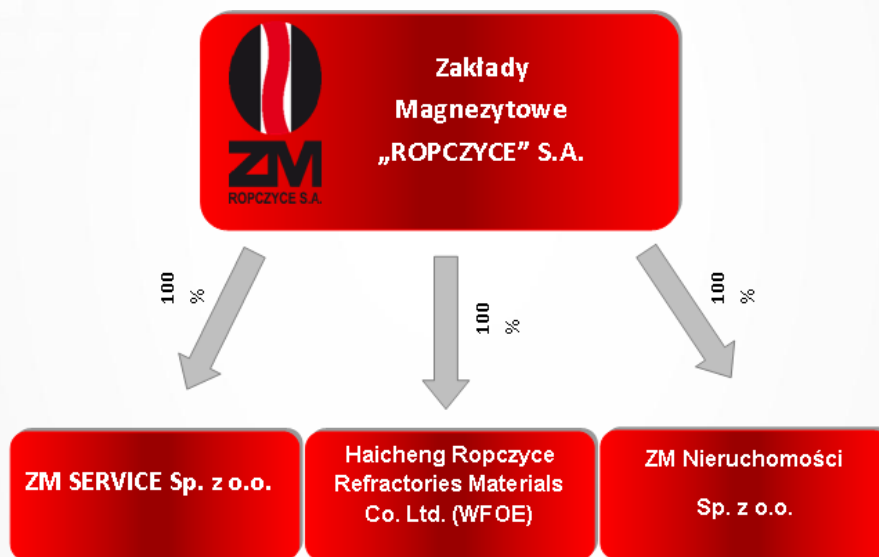 Zakłady
Magnezytowe
„ROPCZYCE” S.A.
ZM
ROPCZYCE S.A.
100
%
100
%
100
%
ZM SERVICE Sp. z o.o.
Haicheng Ropczyce
Refractories Materials
Co. Ltd. (WFOE)
ZM Nieruchomości
Sp. z o.o.